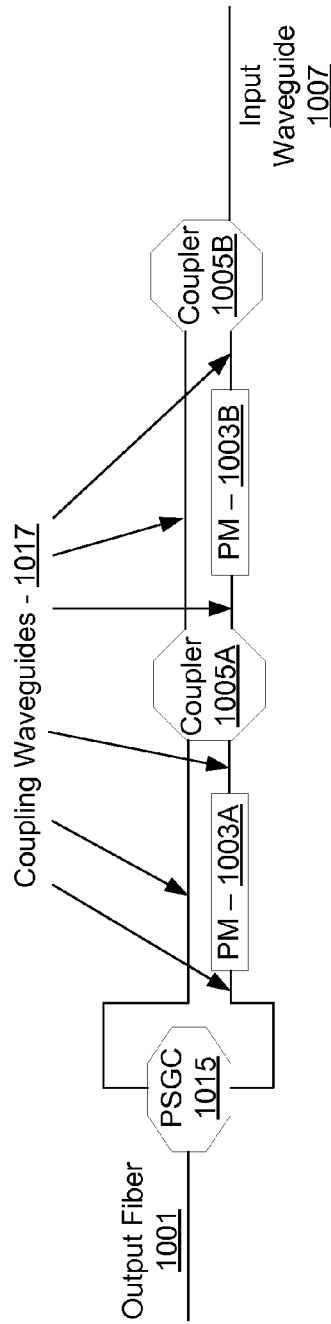 Output Fiber
1001
PSGC
1015
Coupling Waveguides - 1017
PM – 1003A
Coupler
1005A
PM – 1003B
Coupler
1005B
Input
Waveguide
1007